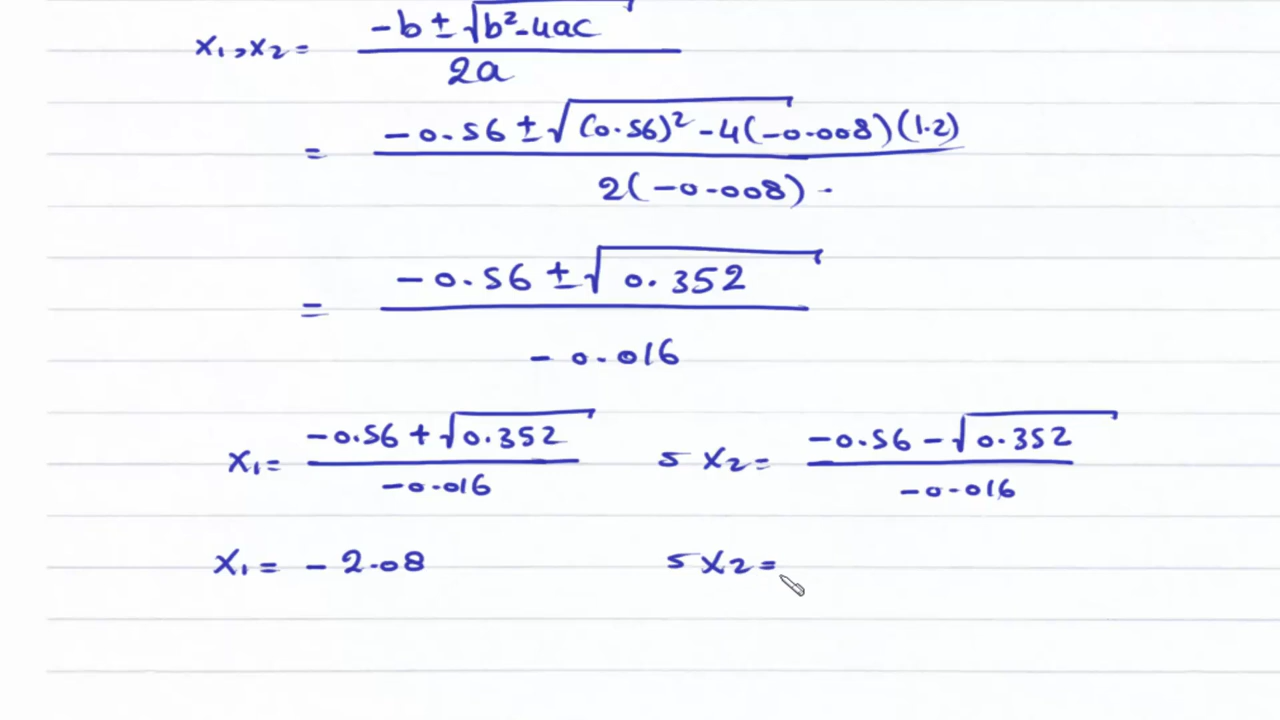 x₁,x₂ = -b ± √b²-4ac / 2a
= -0.56 ± √(0.56)² - 4(-0.008)(1.2) / 2(-0.008) .
= -0.56 ± √0.352 / -0.016
x₁ = -0.56 + √0.352 / -0.016 5 x₂ = -0.56 - √0.352 / -0.016
x₁ = -2.08 5 x₂ =